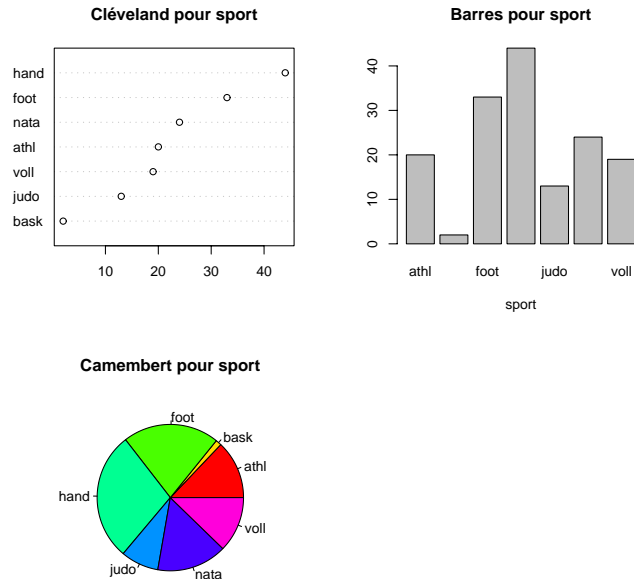 Cléveland pour sport
hand
foot
nata
athl
voll
judo
bask
10 20 30 40
Barres pour sport
0 10 20 30 40
athl foot judo voll
sport
Camembert pour sport
foot
bask
athl
hand
voll
judo
nata